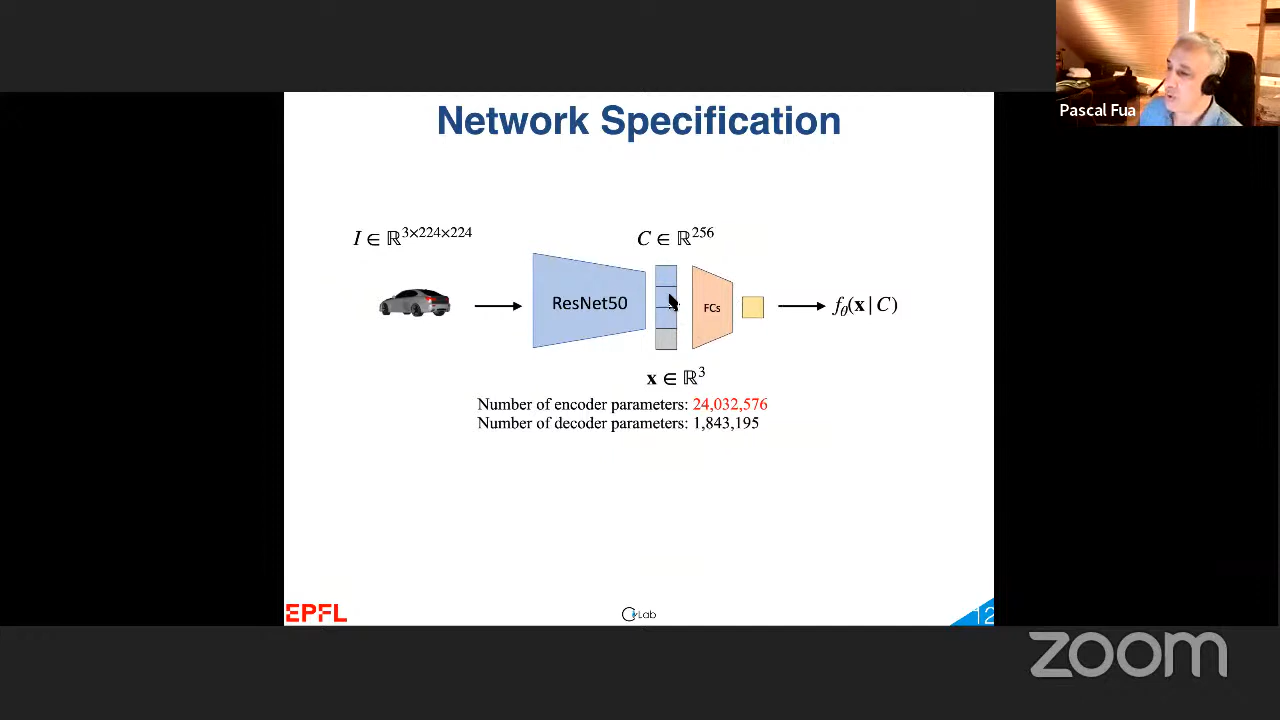 Pascal Fua
Network Specification
I ∈ ℝ^{3×224×224}
C ∈ ℝ^{256}
ResNet50
FCs
f_θ(x | C)
x ∈ ℝ^3
Number of encoder parameters: 24,032,576
Number of decoder parameters: 1,843,195
EPFL
CVLab
12
zoom